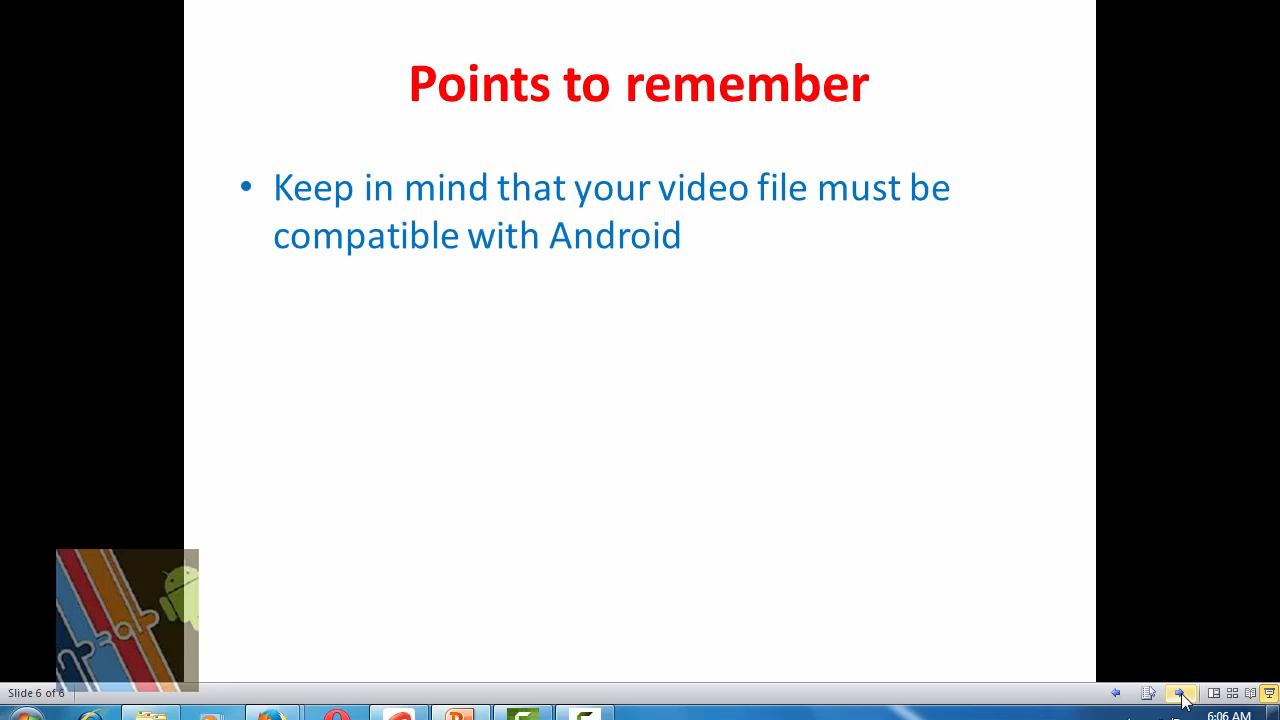 Points to remember
• Keep in mind that your video file must be
compatible with Android
Slide 6 of 6
6:06 AM